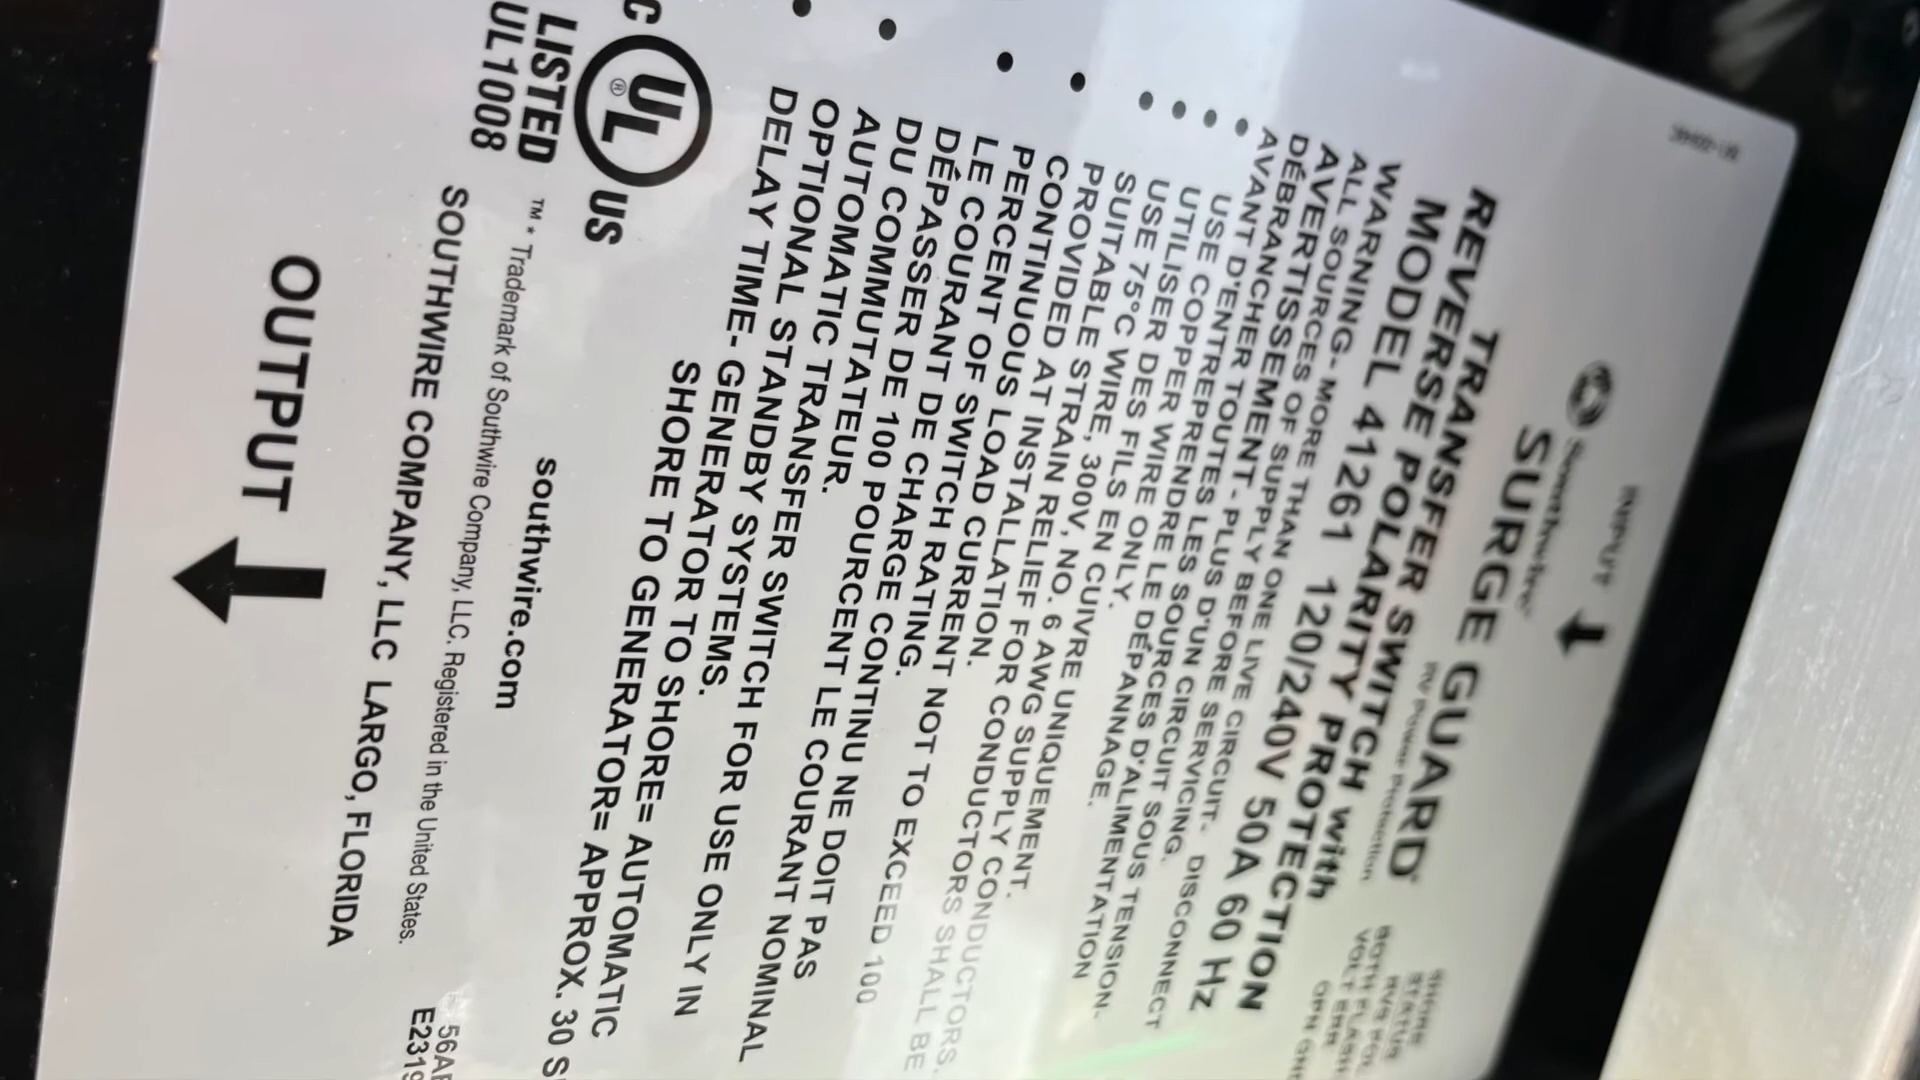 INPUT
Southwire
SURGE GUARD
RV Power Protection
TRANSFER SWITCH with
REVERSE POLARITY PROTECTION
MODEL 41261 120/240V 50A 60 Hz
WARNING- MORE THAN ONE LIVE CIRCUIT- DISCONNECT
ALL SOURCES OF SUPPLY BEFORE SERVICING.
AVERTISSEMENT - PLUS D'UN CIRCUIT SOUS TENSION-
DÉBRANCHER TOUTES LES SOURCES D'ALIMENTATION
AVANT D'ENTREPRENDRE LE DÉPANNAGE.
• USE COPPER WIRE ONLY.
• UTILISER DES FILS EN CUIVRE UNIQUEMENT.
• USE 75°C WIRE, 300V, NO. 6 AWG SUPPLY CONDUCTORS.
• SUITABLE STRAIN RELIEF FOR CONDUCTORS SHALL BE
PROVIDED AT INSTALLATION.
• CONTINUOUS LOAD CURRENT NOT TO EXCEED 100
PERCENT OF SWITCH RATING.
• LE COURANT DE CHARGE CONTINU NE DOIT PAS
DÉPASSER DE 100 POURCENT LE COURANT NOMINAL
DU COMMUTATEUR.
• AUTOMATIC TRANSFER SWITCH FOR USE ONLY IN
OPTIONAL STANDBY SYSTEMS.
• DELAY TIME- GENERATOR TO SHORE= AUTOMATIC
SHORE TO GENERATOR= APPROX. 30 S
C UL ® US
LISTED
UL1008
southwire.com
™* Trademark of Southwire Company, LLC. Registered in the United States.
SOUTHWIRE COMPANY, LLC LARGO, FLORIDA
OUTPUT
SHORE
STATUS